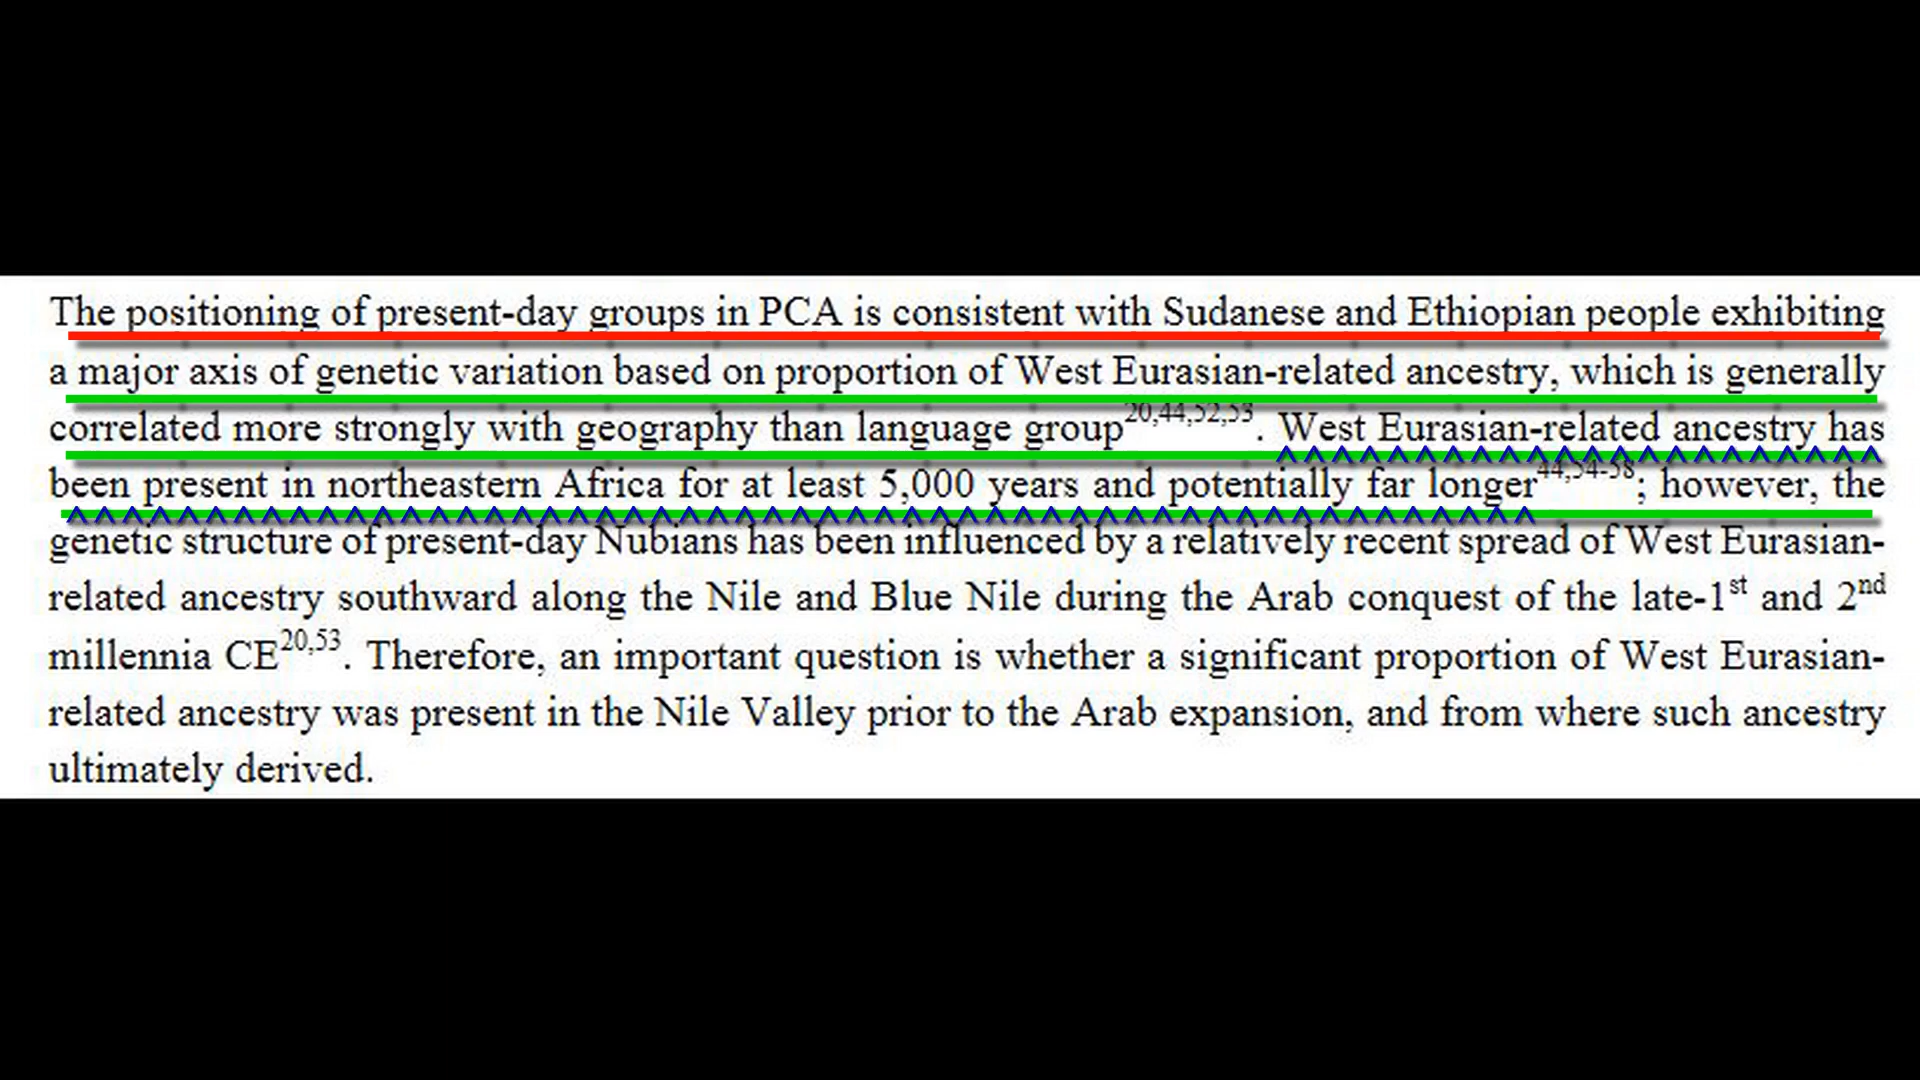 The positioning of present-day groups in PCA is consistent with Sudanese and Ethiopian people exhibiting
a major axis of genetic variation based on proportion of West Eurasian-related ancestry, which is generally
correlated more strongly with geography than language group20,44,52,53. West Eurasian-related ancestry has
been present in northeastern Africa for at least 5,000 years and potentially far longer44,54-58; however, the
genetic structure of present-day Nubians has been influenced by a relatively recent spread of West Eurasian-
related ancestry southward along the Nile and Blue Nile during the Arab conquest of the late-1st and 2nd
millennia CE20,53. Therefore, an important question is whether a significant proportion of West Eurasian-
related ancestry was present in the Nile Valley prior to the Arab expansion, and from where such ancestry
ultimately derived.